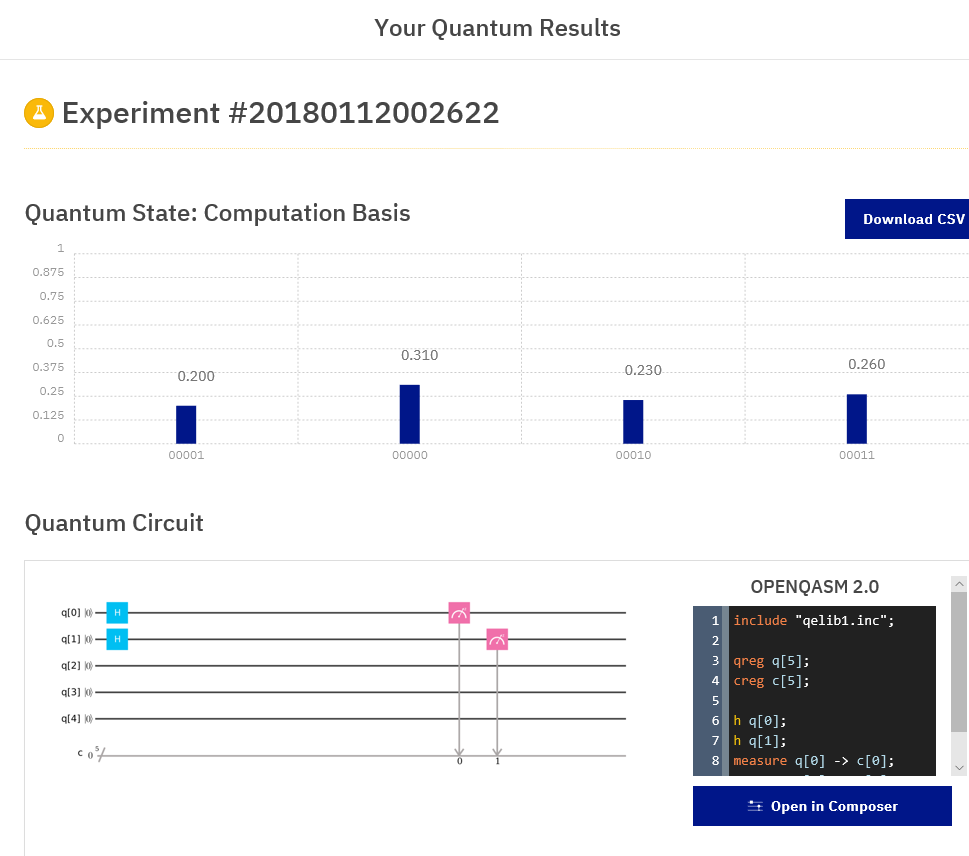 Your Quantum Results
Experiment #20180112002622
Quantum State: Computation Basis
Download CSV
1
0.875
0.75
0.625
0.5
0.375
0.25
0.125
0
0.200
0.310
0.230
0.260
00001
00000
00010
00011
Quantum Circuit
q[0] |0⟩
H
q[1] |0⟩
H
q[2] |0⟩
q[3] |0⟩
q[4] |0⟩
c 0 5
0
1
OPENQASM 2.0
1 include "qelib1.inc";
2
3 qreg q[5];
4 creg c[5];
5
6 h q[0];
7 h q[1];
8 measure q[0] -> c[0];
Open in Composer